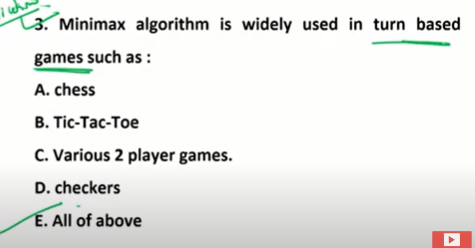 3. Minimax algorithm is widely used in turn based
games such as :
A. chess
B. Tic-Tac-Toe
C. Various 2 player games.
D. checkers
E. All of above